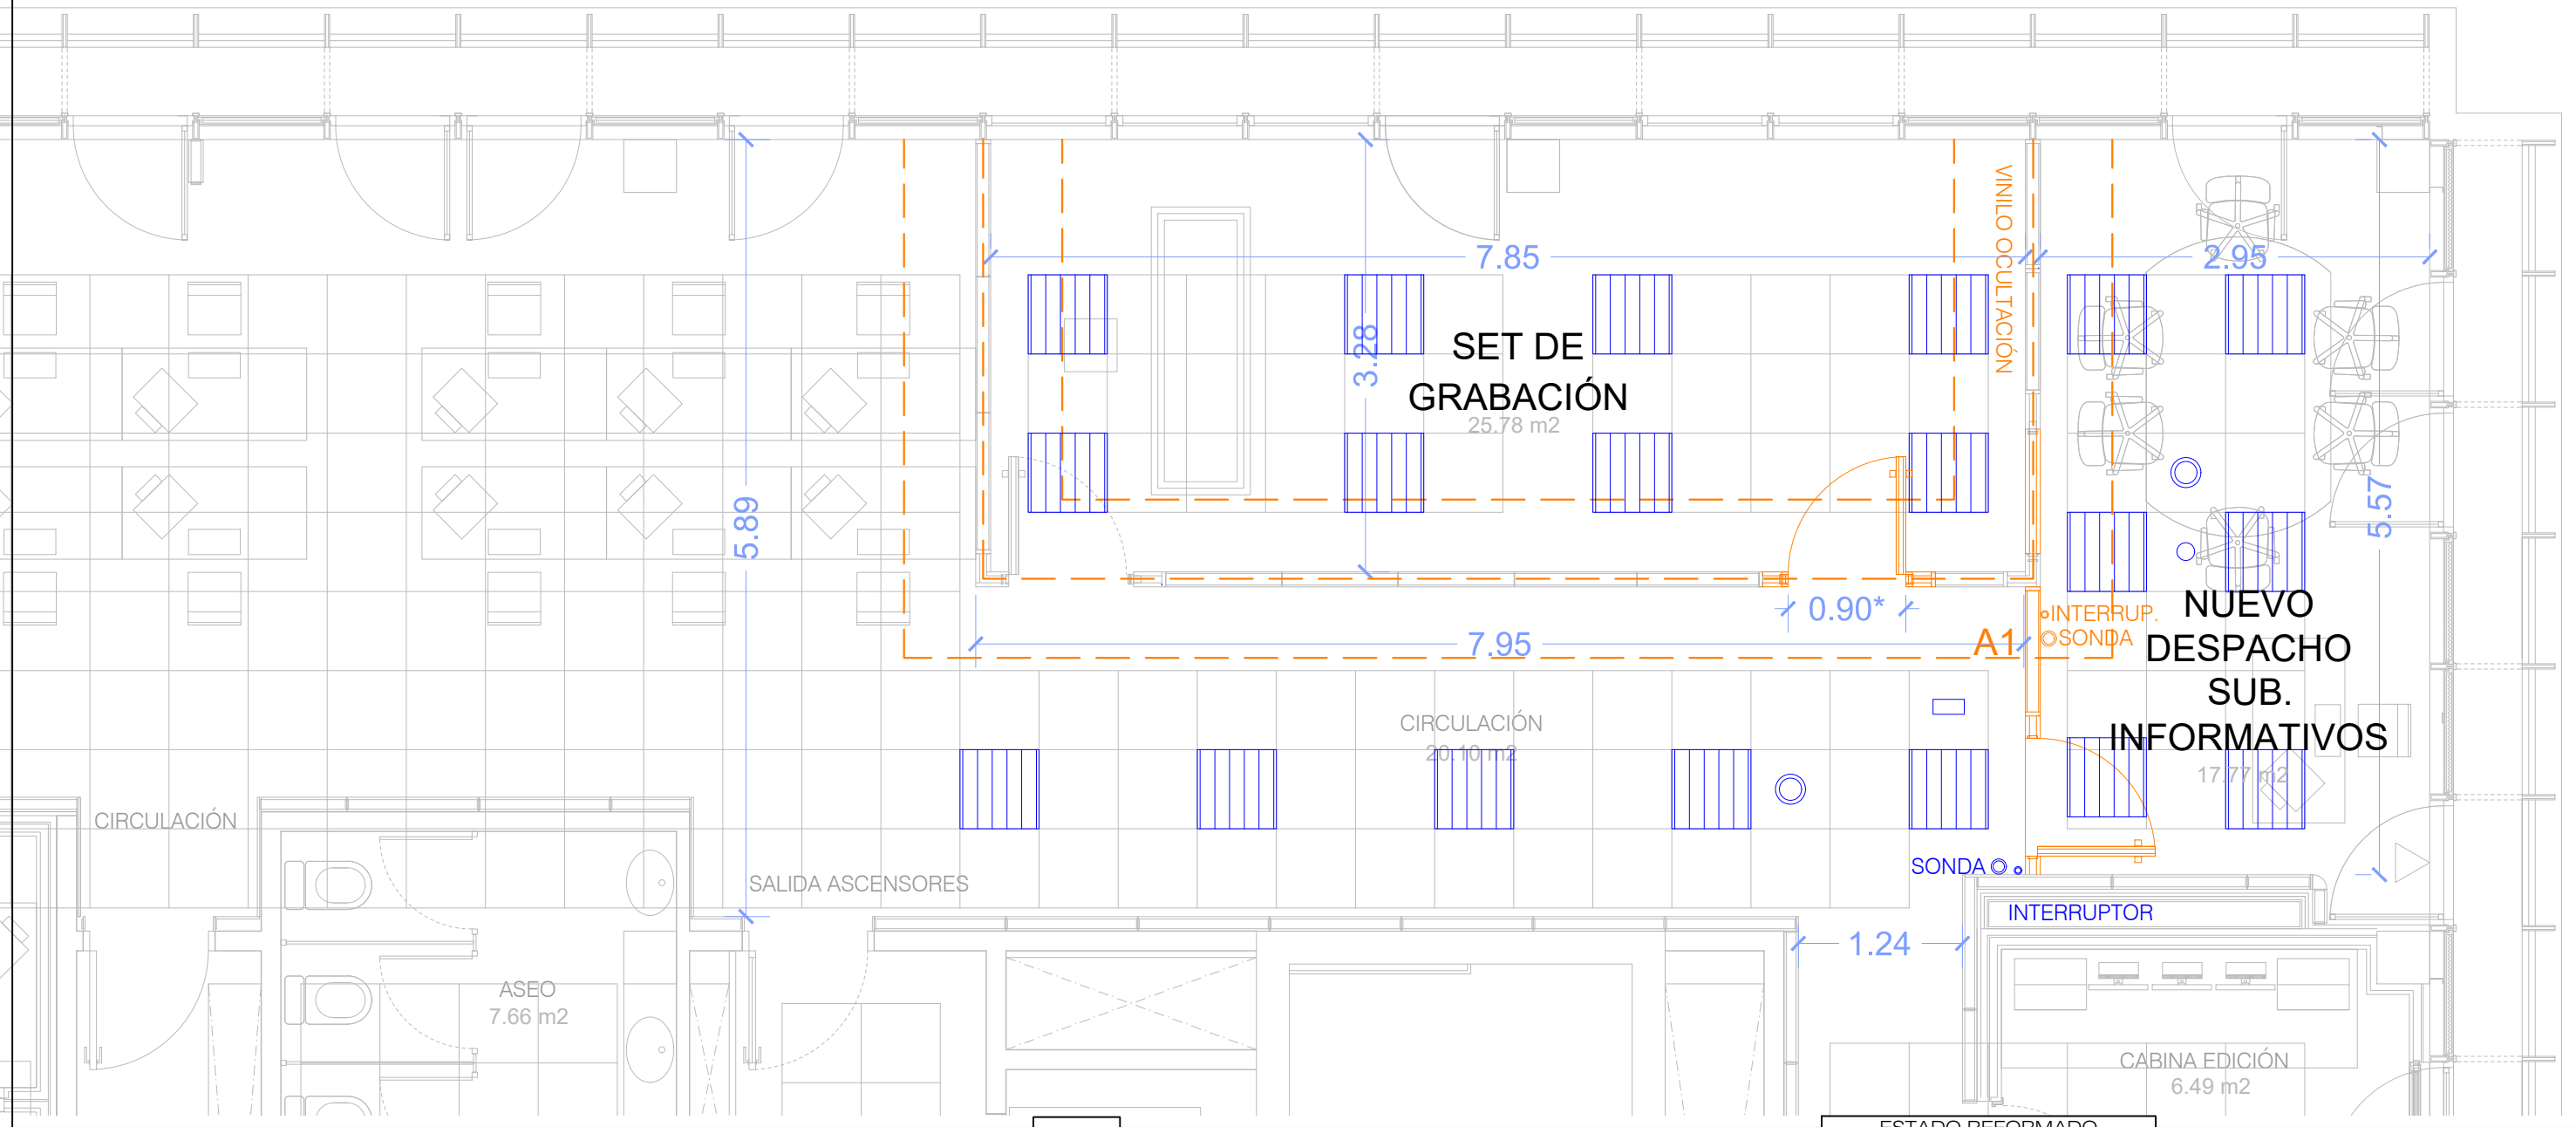 VINILO OCULTACIÓN
7.85
2.95
3.28
SET DE
GRABACIÓN
25.78 m2
5.89
5.57
0.90*
INTERRUP.
SONDA
NUEVO
DESPACHO
SUB.
INFORMATIVOS
17.77 m2
7.95
A1
CIRCULACIÓN
20.10 m2
CIRCULACIÓN
SALIDA ASCENSORES
SONDA
INTERRUPTOR
1.24
ASEO
7.66 m2
CABINA EDICIÓN
6.49 m2
ESTADO REFORMADO